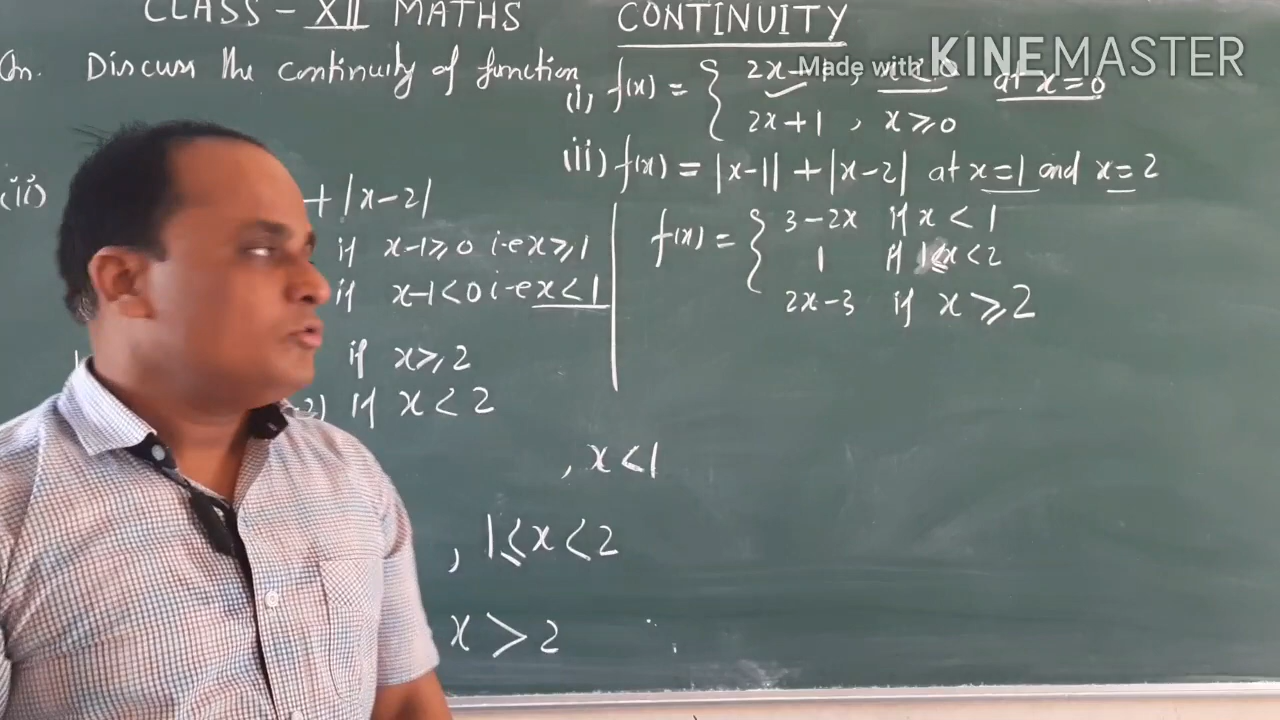 CLASS - XII MATHS CONTINUITY
Made with KINEMASTER
Qn. Discuss the continuity of function
(i) f(x) = { 2x- , x < 0 at x=0
2x+1 , x ≥ 0
(ii) f(x) = |x-1| + |x-2| at x=1 and x=2
(ii) + |x-2|
if x-1≥0 i.e x≥1
if x-1<0 i-e x<1
if x≥2
2) if x < 2
, x<1
, 1≤x<2
x > 2
f(x) = { 3-2x if x < 1
1 if 1≤x<2
2x-3 if x ≥ 2